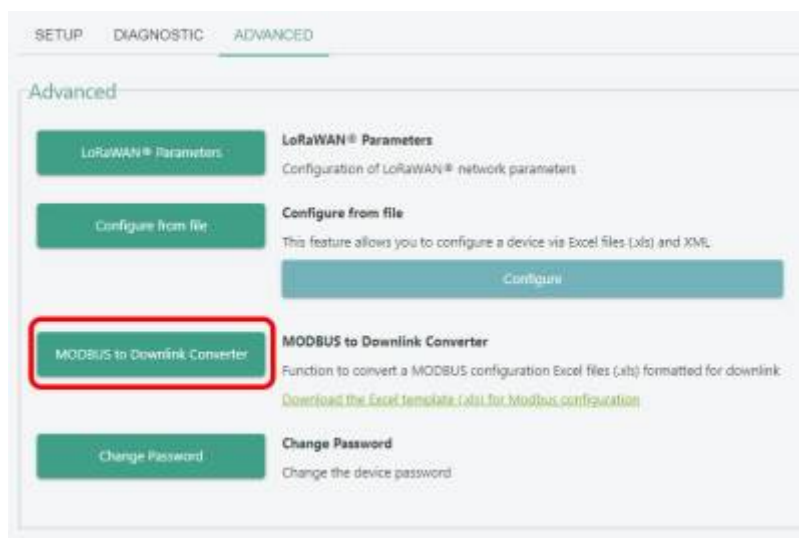 SETUP DIAGNOSTIC ADVANCED
Advanced
LoRaWAN® Parameters
LoRaWAN® Parameters
Configuration of LoRaWAN® network parameters
Configure from file
Configure from file
This feature allows you to configure a device via Excel files (.xls) and XML
Configure
MODBUS to Downlink Converter
MODBUS to Downlink Converter
Function to convert a MODBUS configuration Excel files (.xls) formatted for downlink
Download the Excel template (.xls) for Modbus configuration
Change Password
Change Password
Change the device password